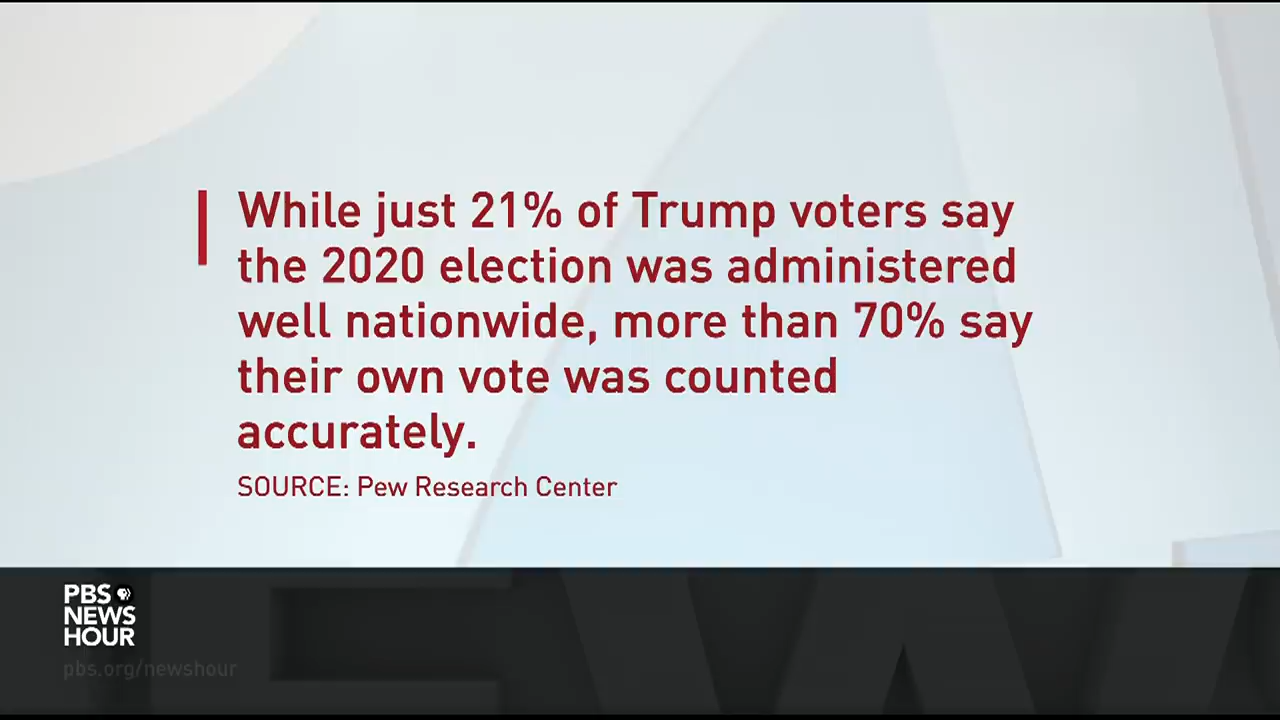 While just 21% of Trump voters say
the 2020 election was administered
well nationwide, more than 70% say
their own vote was counted
accurately.
SOURCE: Pew Research Center
PBS
NEWS
HOUR
pbs.org/newshour